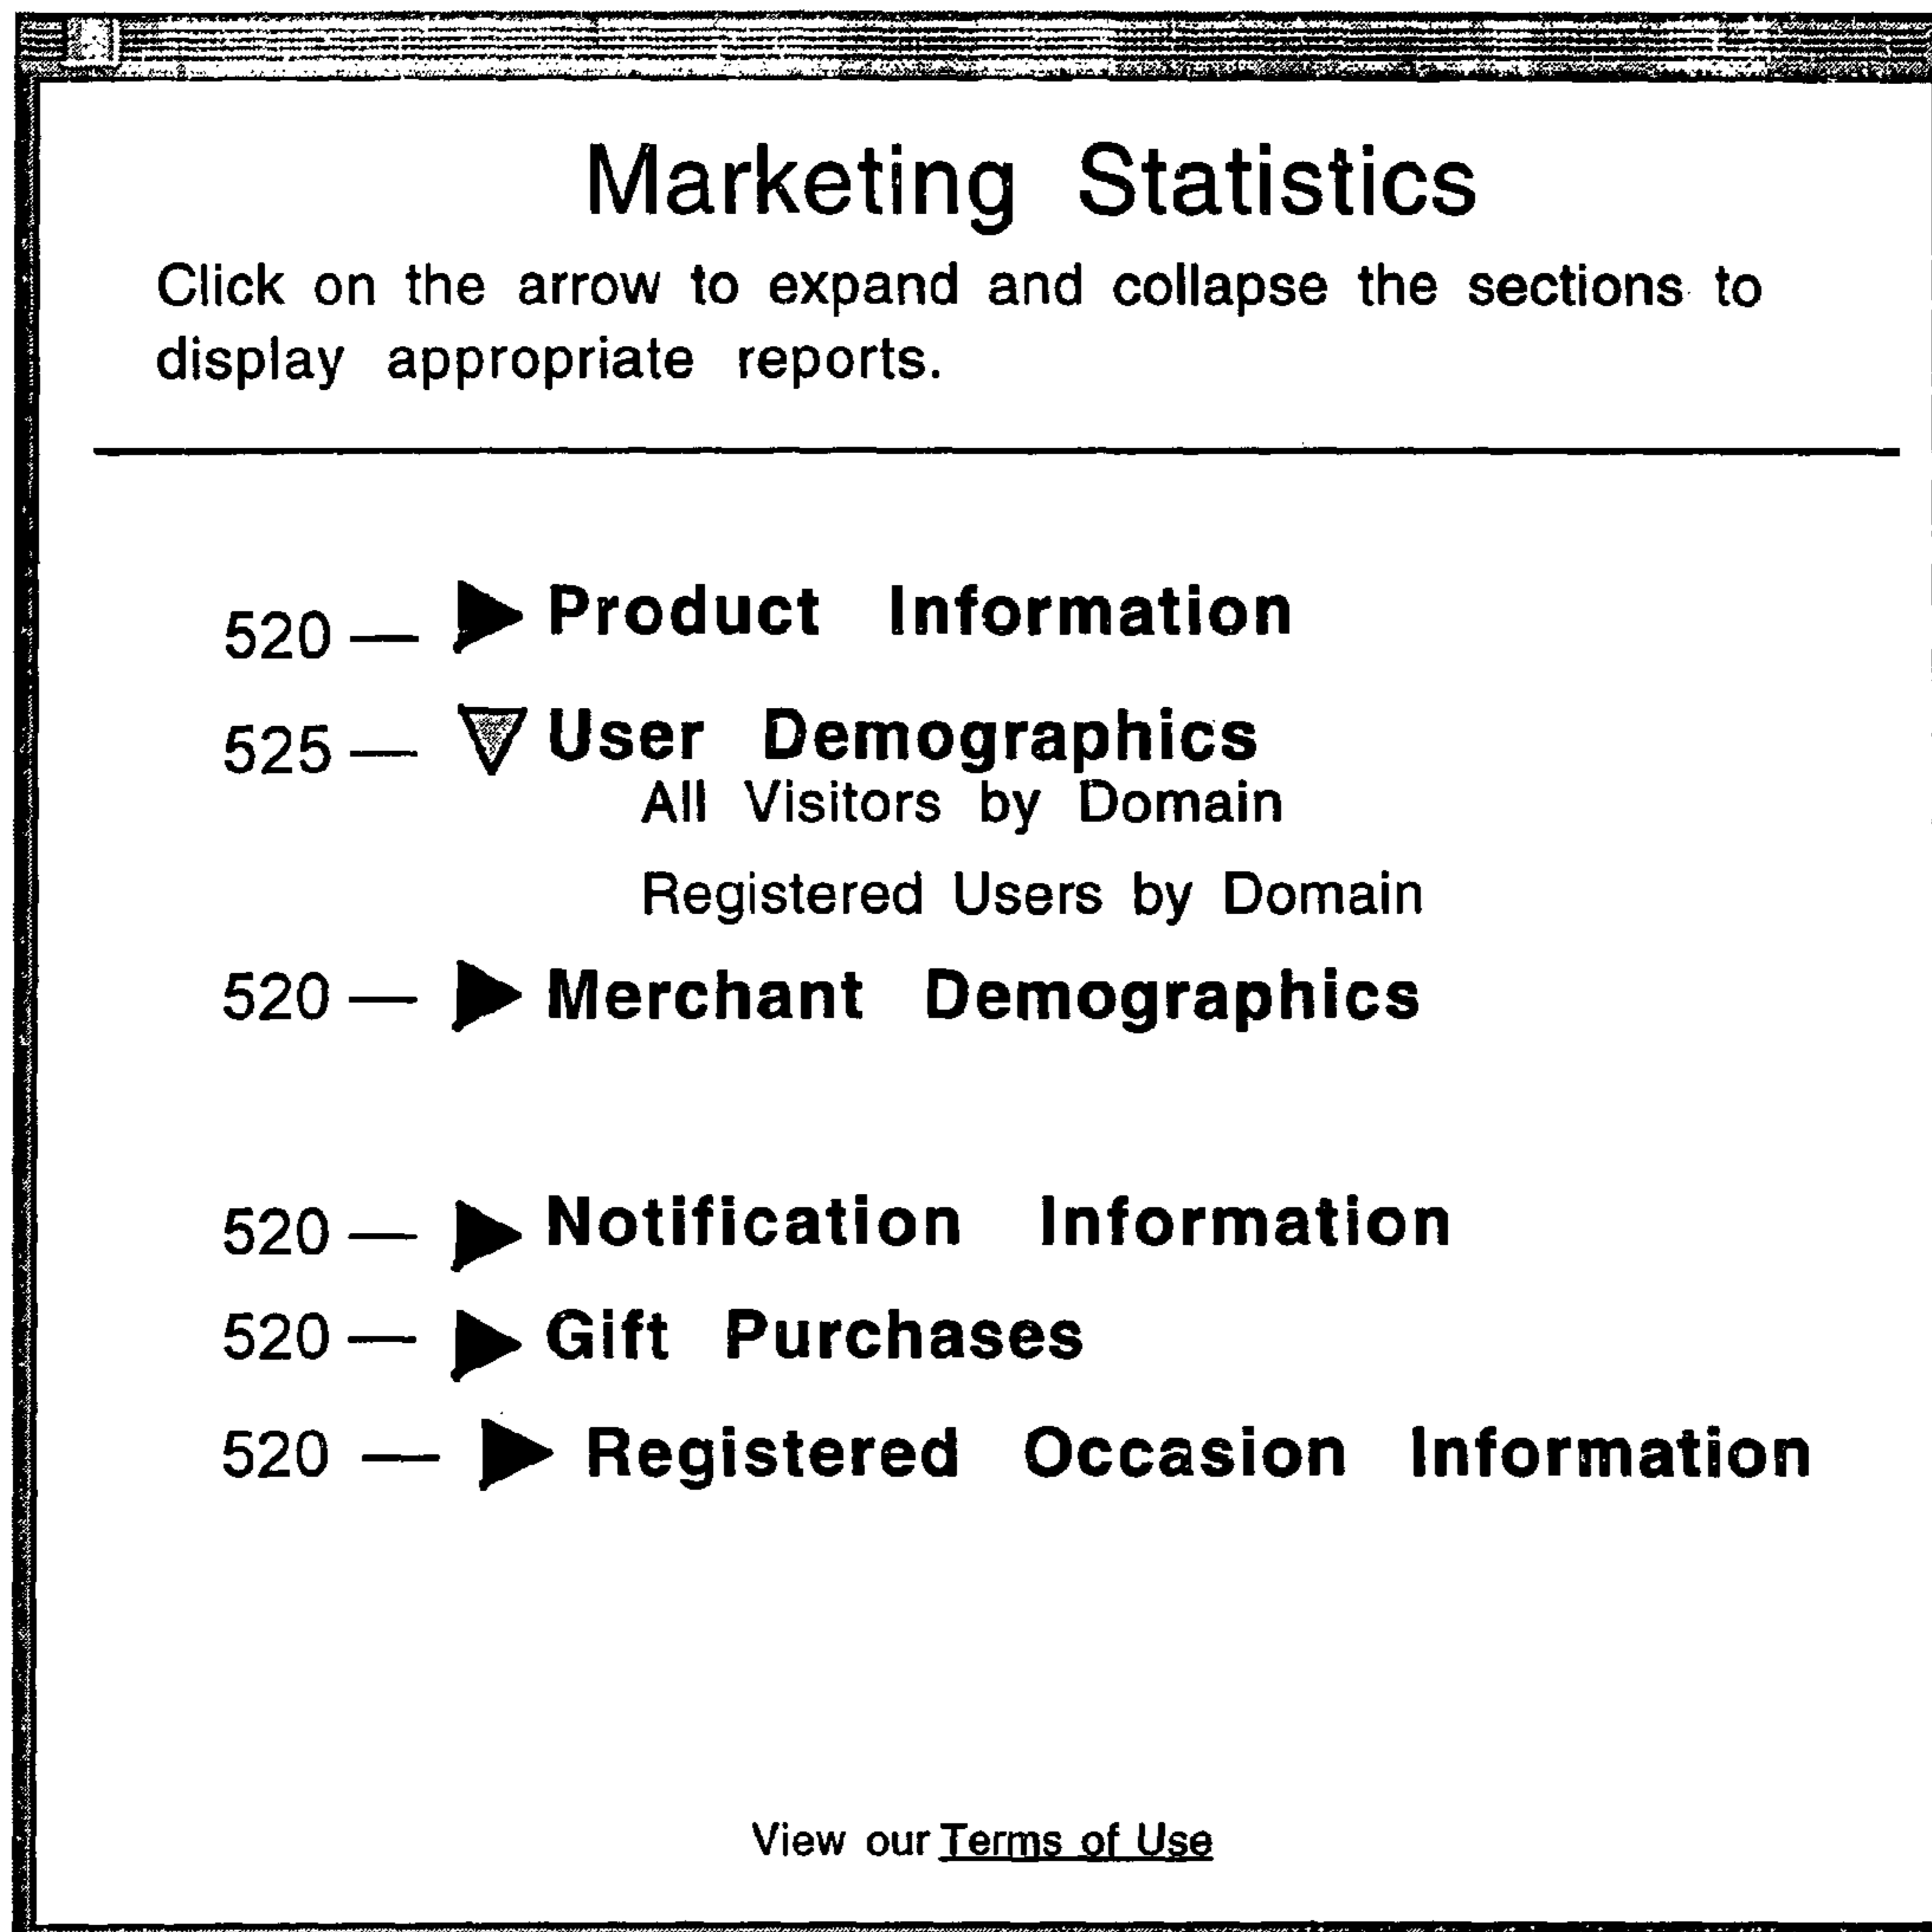 Marketing Statistics
Click on the arrow to expand and collapse the sections to
display appropriate reports.
520 — Product Information
525 — User Demographics
All Visitors by Domain
Registered Users by Domain
520 — Merchant Demographics
520 — Notification Information
520 — Gift Purchases
520 — Registered Occasion Information
View our Terms of Use